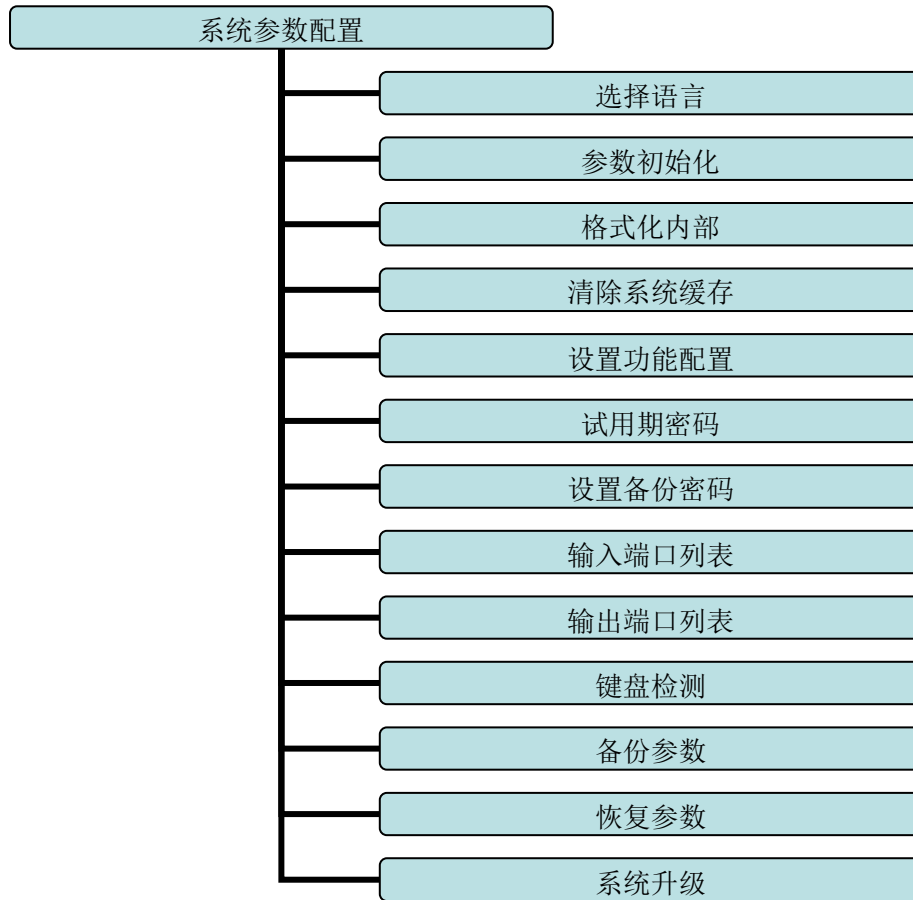 系统参数配置
选择语言
参数初始化
格式化内部
清除系统缓存
设置功能配置
试用期密码
设置备份密码
输入端口列表
输出端口列表
键盘检测
备份参数
恢复参数
系统升级